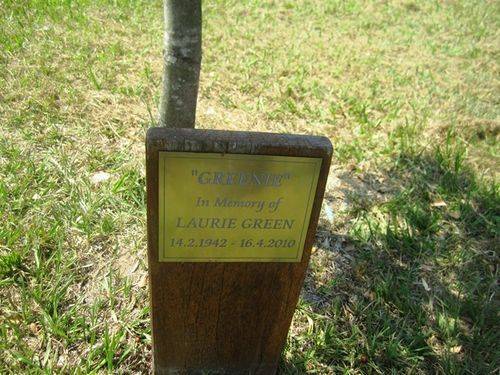 "GREENIE"
In Memory of
LAURIE GREEN
14.2.1942 - 16.4.2010